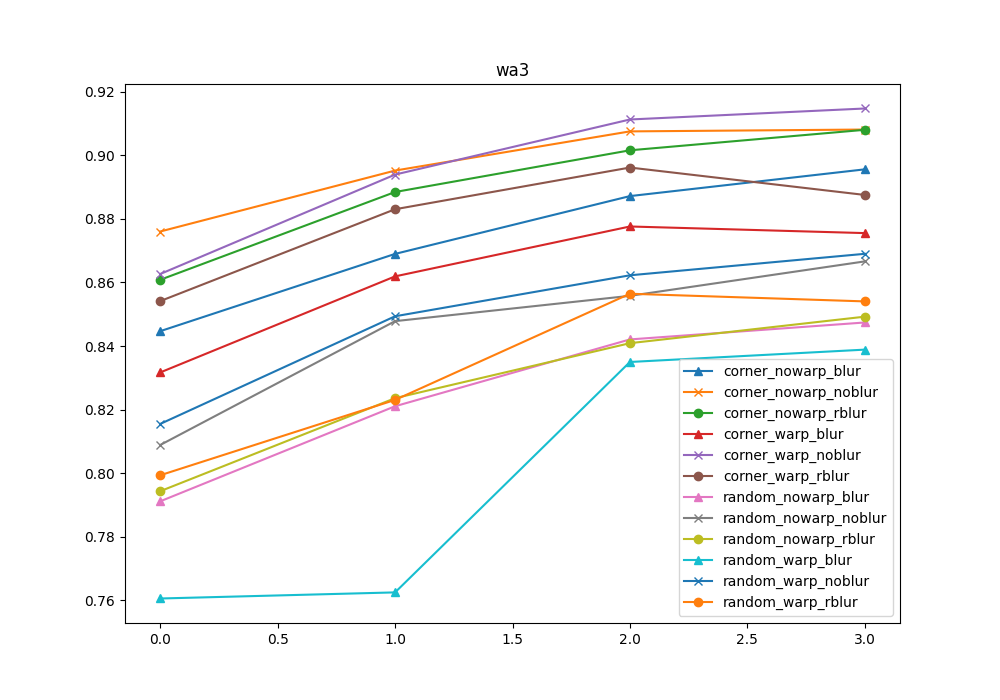 wa3
0.92
0.90
0.88
0.86
0.84
0.82
0.80
0.78
0.76
0.0 0.5 1.0 1.5 2.0 2.5 3.0
corner_nowarp_blur
corner_nowarp_noblur
corner_nowarp_rblur
corner_warp_blur
corner_warp_noblur
corner_warp_rblur
random_nowarp_blur
random_nowarp_noblur
random_nowarp_rblur
random_warp_blur
random_warp_noblur
random_warp_rblur